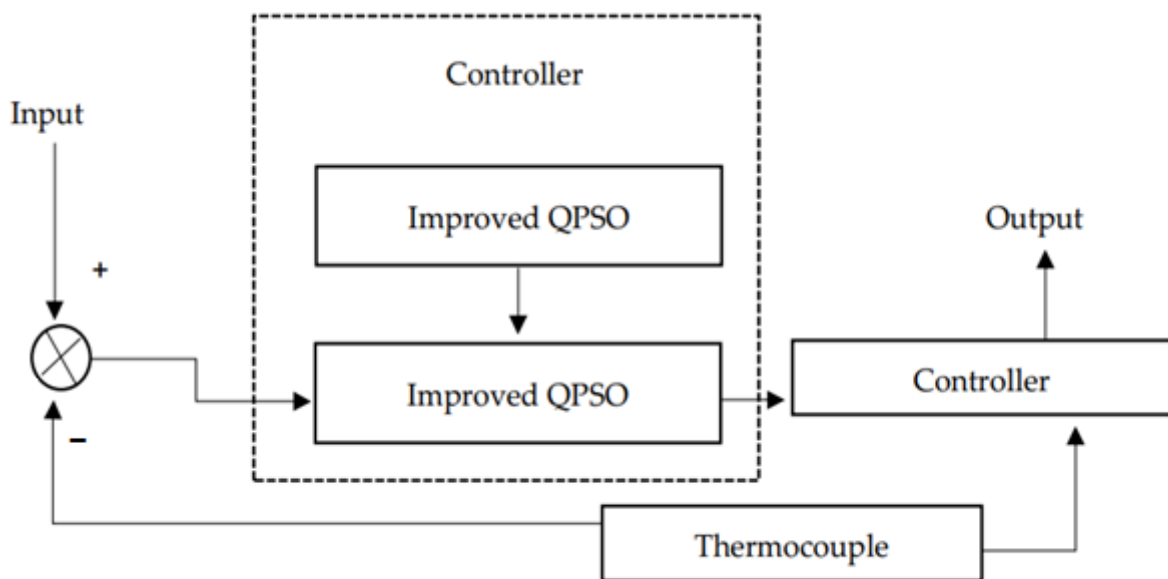 Controller
Input
Improved QPSO
Output
+
Improved QPSO
Controller
−
Thermocouple